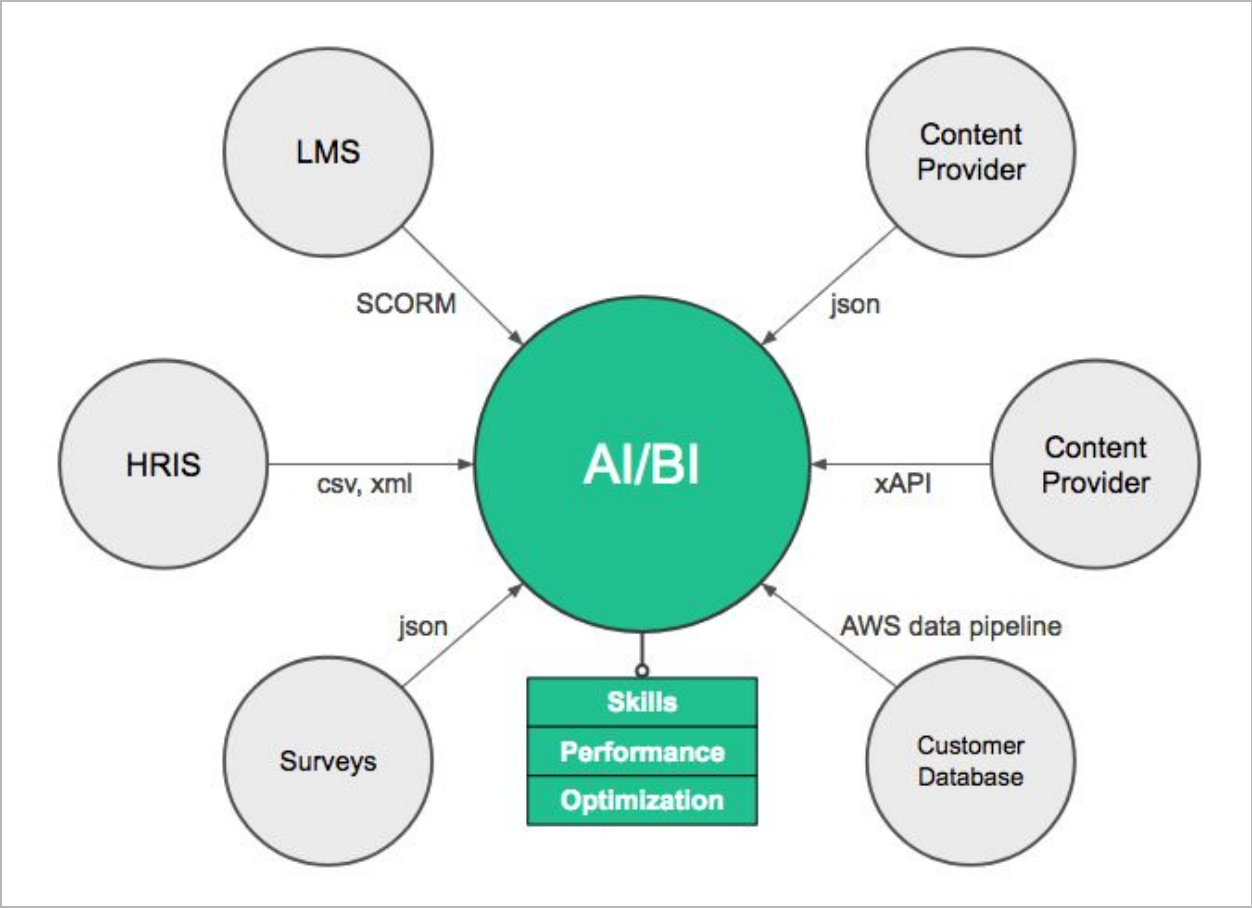 LMS
Content
Provider
SCORM
json
HRIS
csv, xml
AI/BI
xAPI
Content
Provider
json
AWS data pipeline
Surveys
Skills
Performance
Optimization
Customer
Database